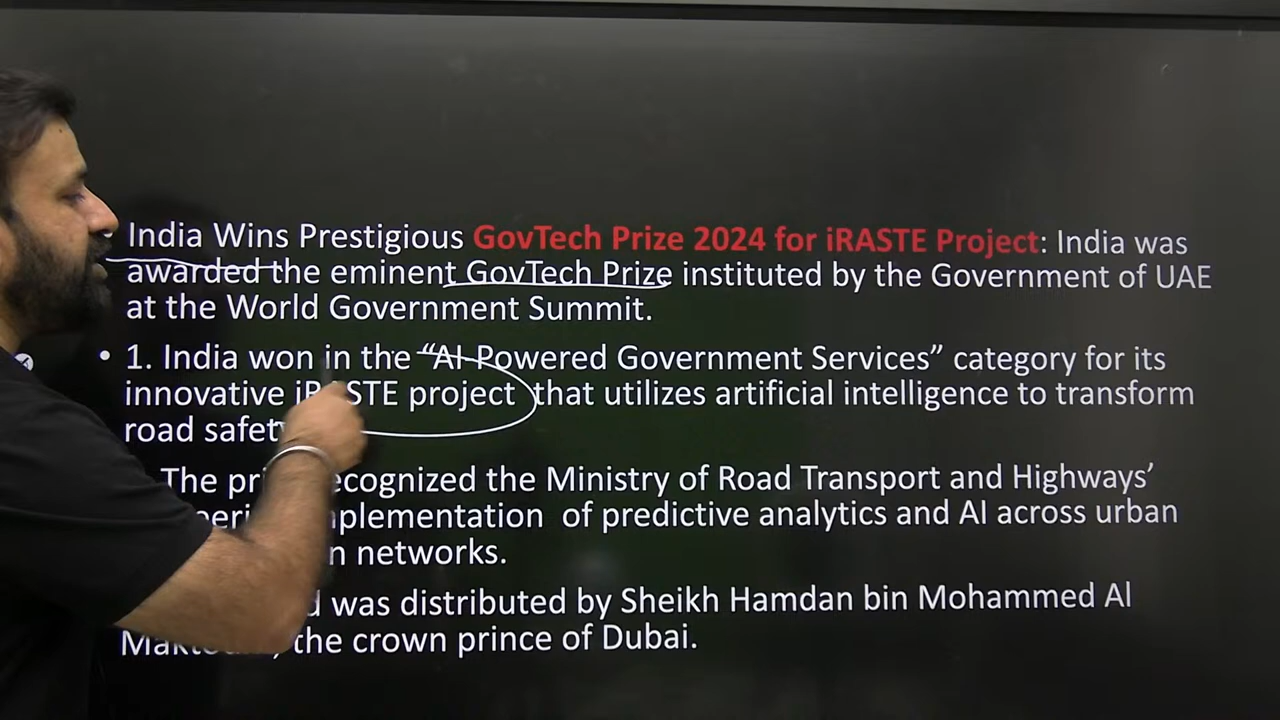 India Wins Prestigious GovTech Prize 2024 for iRASTE Project: India was
awarded the eminent GovTech Prize instituted by the Government of UAE
at the World Government Summit.
• 1. India won in the “AI-Powered Government Services” category for its
innovative project that utilizes artificial intelligence to transform
road
The recognized the Ministry of Road Transport and Highways’
of predictive analytics and AI across urban
networks.
was distributed by Sheikh Hamdan bin Mohammed Al
the crown prince of Dubai.